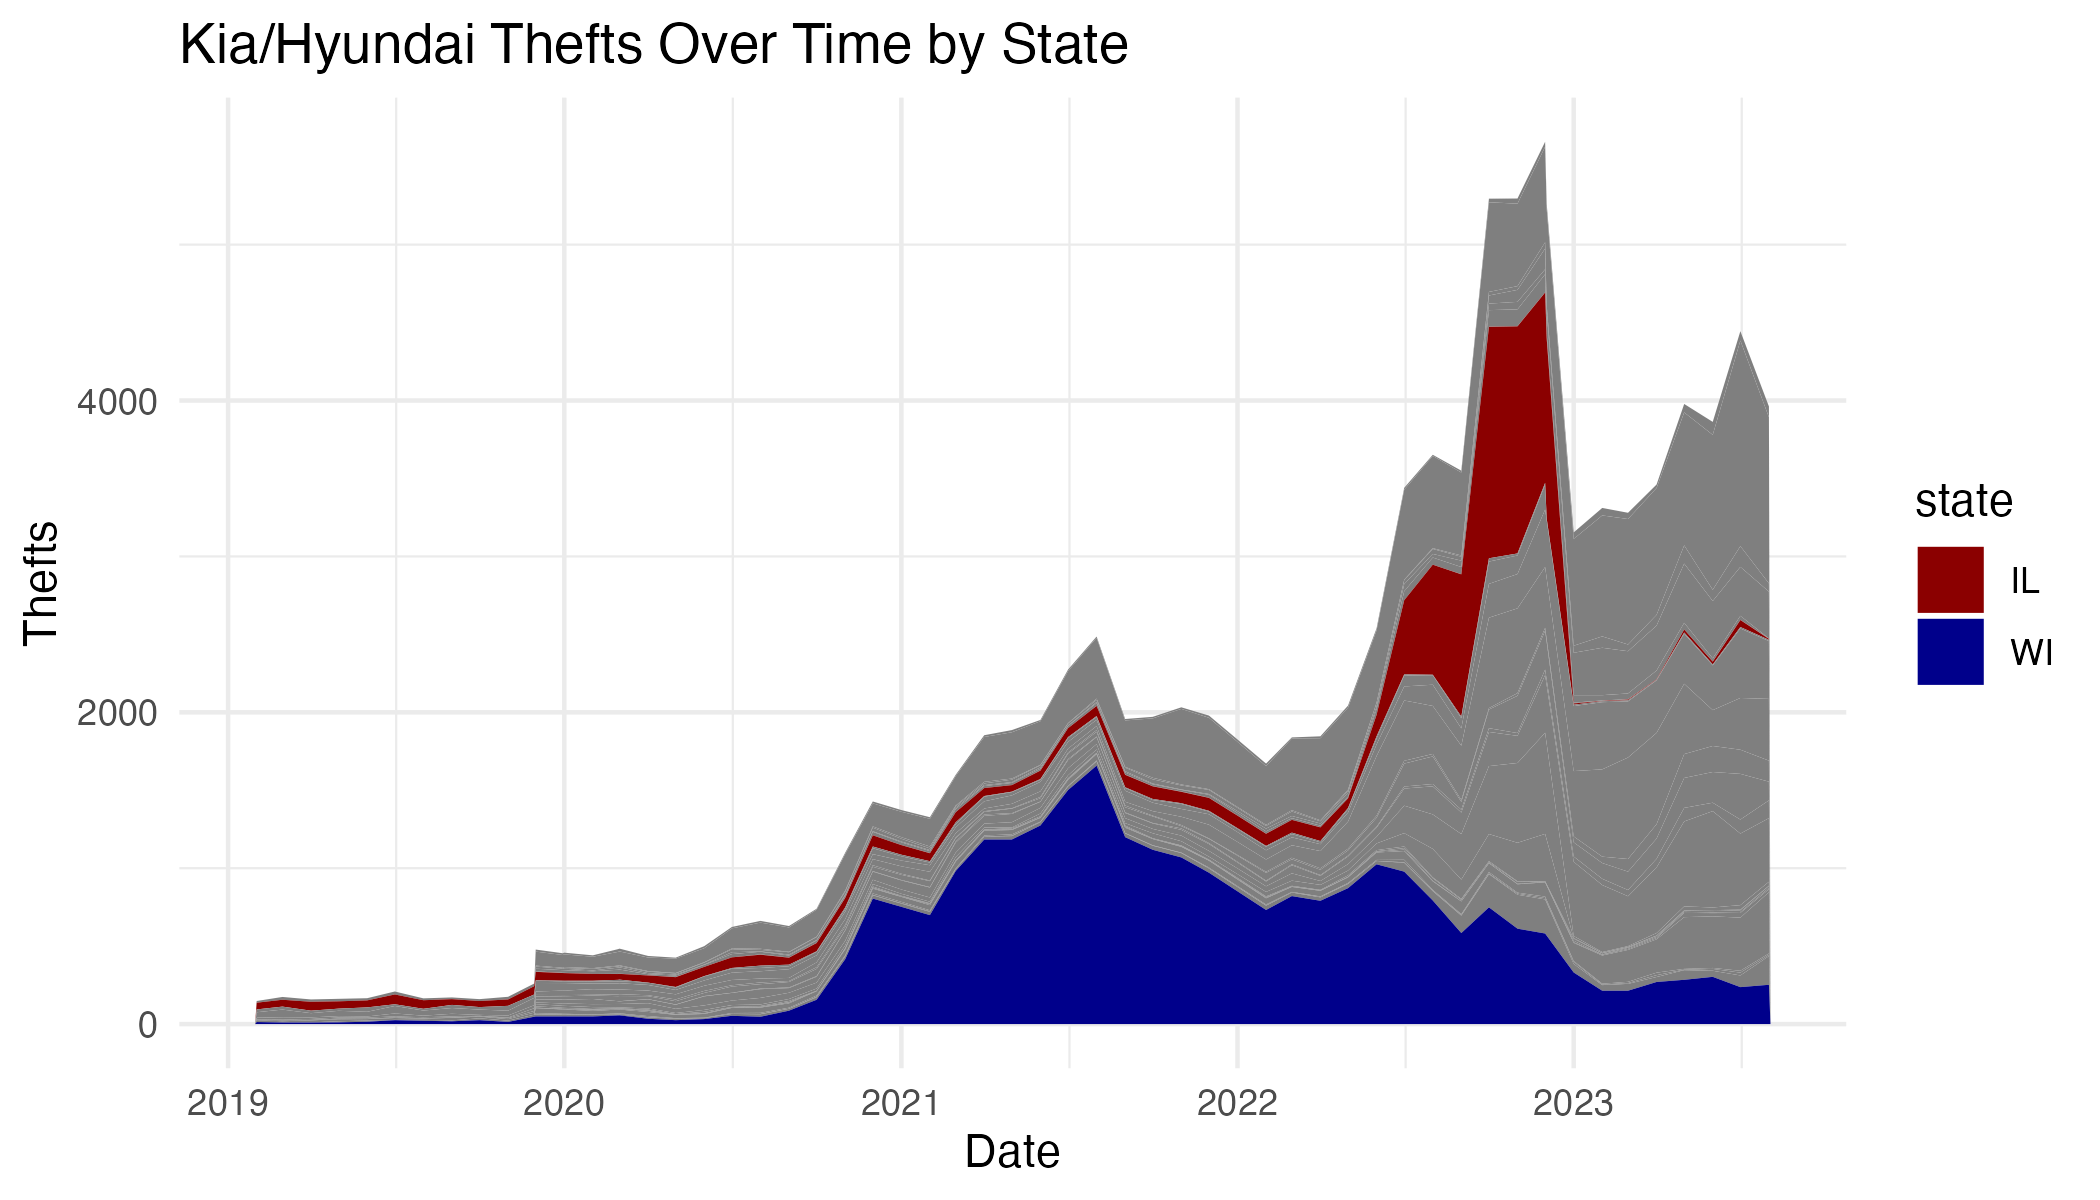 Kia/Hyundai Thefts Over Time by State
Thefts
4000
2000
0
2019
2020
2021
2022
2023
Date
state
IL
WI